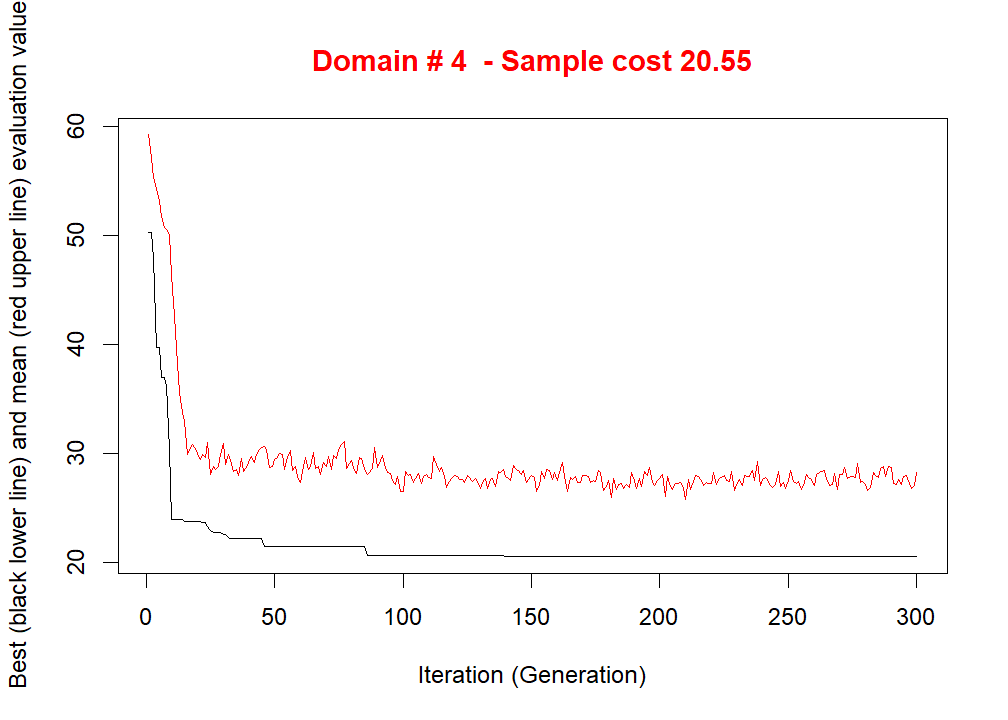 Domain # 4  - Sample cost 20.55
Best (black lower line) and mean (red upper line) evaluation value
60
50
40
30
20
0 50 100 150 200 250 300
Iteration (Generation)